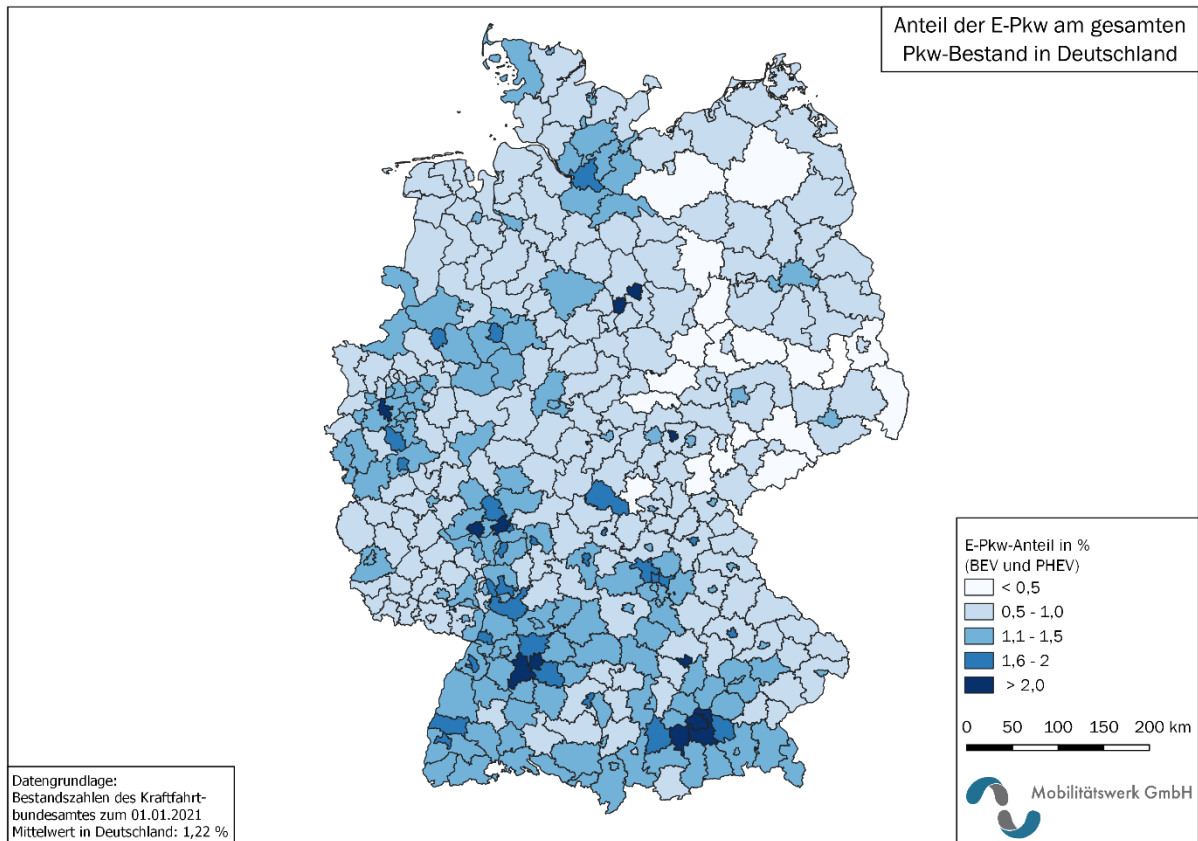 Anteil der E-Pkw am gesamten
Pkw-Bestand in Deutschland
E-Pkw-Anteil in %
(BEV und PHEV)
< 0,5
0,5 - 1,0
1,1 - 1,5
1,6 - 2
> 2,0
0 50 100 150 200 km
Mobilitätswerk GmbH
Datengrundlage:
Bestandszahlen des Kraftfahrt-
bundesamtes zum 01.01.2021
Mittelwert in Deutschland: 1,22 %